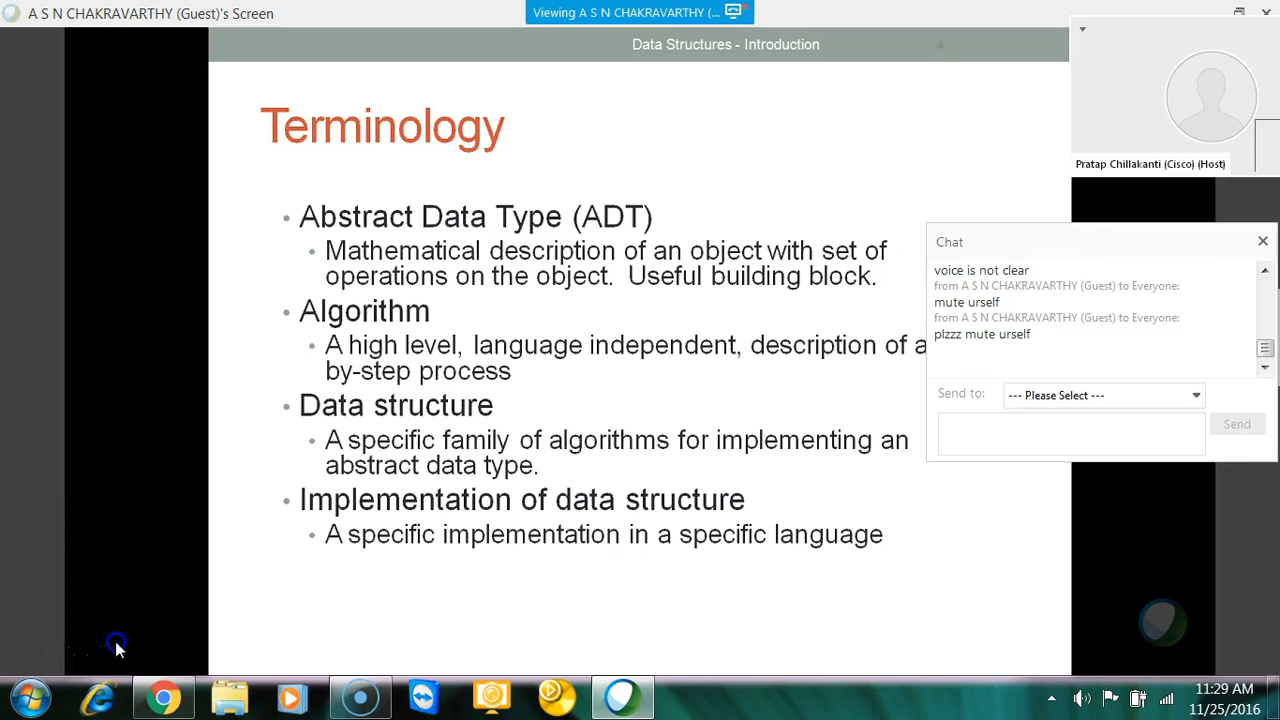 A S N CHAKRAVARTHY (Guest)'s Screen
Viewing A S N CHAKRAVARTHY (...
Data Structures - Introduction
4
Terminology
• Abstract Data Type (ADT)
• Mathematical description of an object with set of
operations on the object. Useful building block.
• Algorithm
• A high level, language independent, description of a
by-step process
• Data structure
• A specific family of algorithms for implementing an
abstract data type.
• Implementation of data structure
• A specific implementation in a specific language
Pratap Chillakanti (Cisco) (Host)
Chat
voice is not clear
from A S N CHAKRAVARTHY (Guest) to Everyone:
mute urself
from A S N CHAKRAVARTHY (Guest) to Everyone:
plzzz mute urself
Send to:
--- Please Select ---
Send
11:29 AM
11/25/2016